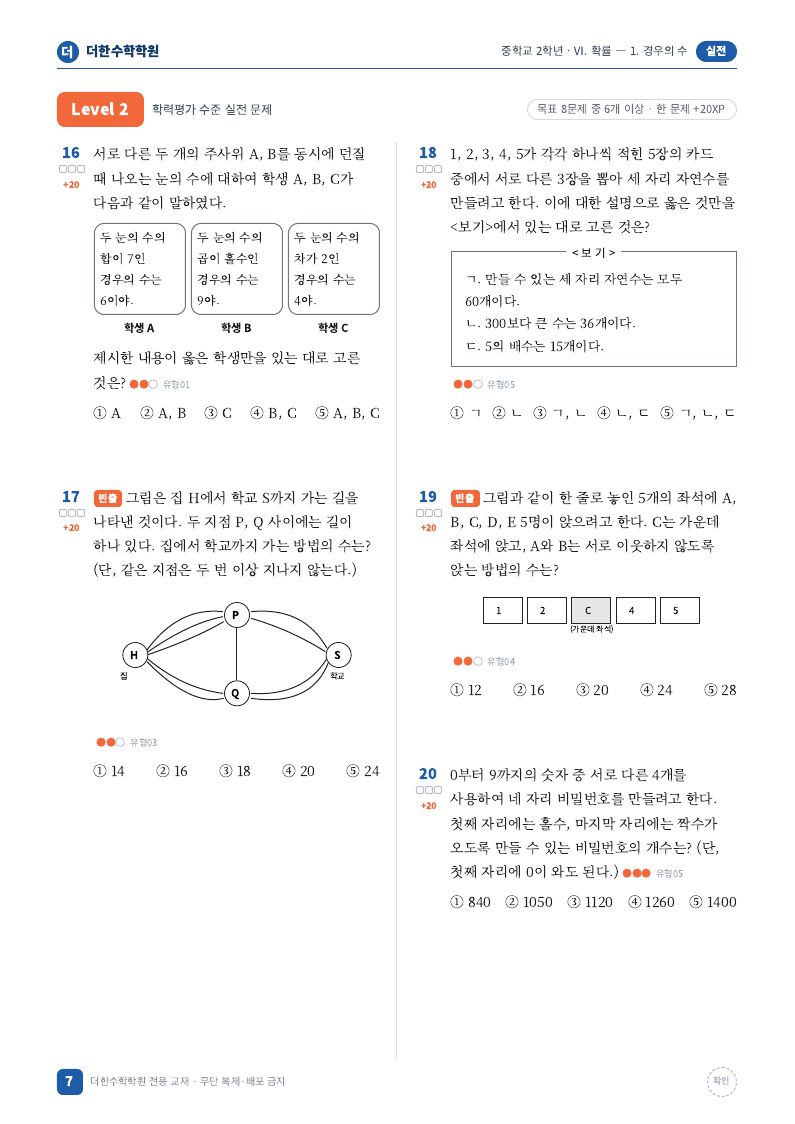 더 더한수학학원
중학교 2학년 · VI. 확률 — 1. 경우의 수 실전
Level 2 학력평가 수준 실전 문제
목표 8문제 중 6개 이상 · 한 문제 +20XP
16 서로 다른 두 개의 주사위 A, B를 동시에 던질
+20 때 나오는 눈의 수에 대하여 학생 A, B, C가
다음과 같이 말하였다.
두 눈의 수의
합이 7인
경우의 수는
6이야.
학생 A
두 눈의 수의
곱이 홀수인
경우의 수는
9야.
학생 B
두 눈의 수의
차가 2인
경우의 수는
4야.
학생 C
제시한 내용이 옳은 학생만을 있는 대로 고른
것은? 유형01
① A ② A, B ③ C ④ B, C ⑤ A, B, C
17 빈출 그림은 집 H에서 학교 S까지 가는 길을
+20 나타낸 것이다. 두 지점 P, Q 사이에는 길이
하나 있다. 집에서 학교까지 가는 방법의 수는?
(단, 같은 지점은 두 번 이상 지나지 않는다.)
P
H S
집 학교
Q
유형03
① 14 ② 16 ③ 18 ④ 20 ⑤ 24
18 1, 2, 3, 4, 5가 각각 하나씩 적힌 5장의 카드
+20 중에서 서로 다른 3장을 뽑아 세 자리 자연수를
만들려고 한다. 이에 대한 설명으로 옳은 것만을
<보기>에서 있는 대로 고른 것은?
< 보 기 >
ㄱ. 만들 수 있는 세 자리 자연수는 모두
60개이다.
ㄴ. 300보다 큰 수는 36개이다.
ㄷ. 5의 배수는 15개이다.
유형05
① ㄱ ② ㄴ ③ ㄱ, ㄴ ④ ㄴ, ㄷ ⑤ ㄱ, ㄴ, ㄷ
19 빈출 그림과 같이 한 줄로 놓인 5개의 좌석에 A,
+20 B, C, D, E 5명이 앉으려고 한다. C는 가운데
좌석에 앉고, A와 B는 서로 이웃하지 않도록
앉는 방법의 수는?
1 2 C 4 5
(가운데 좌석)
유형04
① 12 ② 16 ③ 20 ④ 24 ⑤ 28
20 0부터 9까지의 숫자 중 서로 다른 4개를
+20 사용하여 네 자리 비밀번호를 만들려고 한다.
첫째 자리에는 홀수, 마지막 자리에는 짝수가
오도록 만들 수 있는 비밀번호의 개수는? (단,
첫째 자리에 0이 와도 된다.) 유형05
① 840 ② 1050 ③ 1120 ④ 1260 ⑤ 1400
7 더한수학학원 전용 교재 · 무단 복제·배포 금지
확인